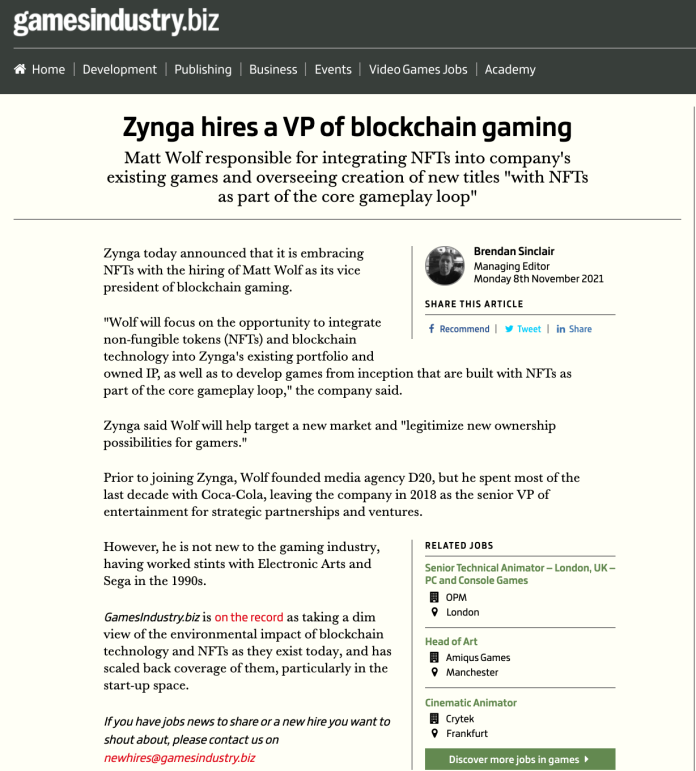 gamesindustry.biz
Home | Development | Publishing | Business | Events | Video Games Jobs | Academy
Zynga hires a VP of blockchain gaming
Matt Wolf responsible for integrating NFTs into company's
existing games and overseeing creation of new titles "with NFTs
as part of the core gameplay loop"
Zynga today announced that it is embracing
NFTs with the hiring of Matt Wolf as its vice
president of blockchain gaming.
"Wolf will focus on the opportunity to integrate
non-fungible tokens (NFTs) and blockchain
technology into Zynga's existing portfolio and
owned IP, as well as to develop games from inception that are built with NFTs as
part of the core gameplay loop," the company said.
Brendan Sinclair
Managing Editor
Monday 8th November 2021
SHARE THIS ARTICLE
Recommend | Tweet | Share
Zynga said Wolf will help target a new market and "legitimize new ownership
possibilities for gamers."
Prior to joining Zynga, Wolf founded media agency D20, but he spent most of the
last decade with Coca-Cola, leaving the company in 2018 as the senior VP of
entertainment for strategic partnerships and ventures.
However, he is not new to the gaming industry,
having worked stints with Electronic Arts and
Sega in the 1990s.
GamesIndustry.biz is on the record as taking a dim
view of the environmental impact of blockchain
technology and NFTs as they exist today, and has
scaled back coverage of them, particularly in the
start-up space.
If you have jobs news to share or a new hire you want to
shout about, please contact us on
newhires@gamesindustry.biz
RELATED JOBS
Senior Technical Animator – London, UK –
PC and Console Games
OPM
London
Head of Art
Amiqus Games
Manchester
Cinematic Animator
Crytek
Frankfurt
Discover more jobs in games